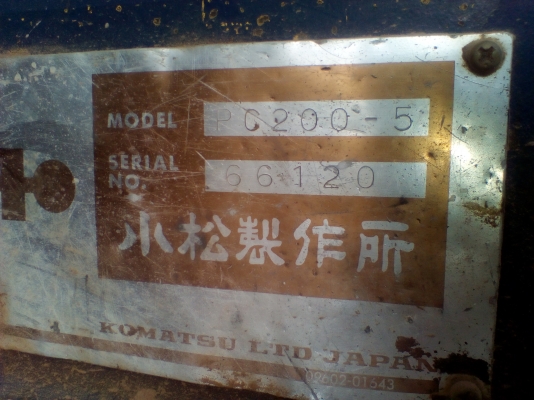 MODEL PC200-5
SERIAL NO. 66120
小松製作所
KOMATSU LTD JAPAN